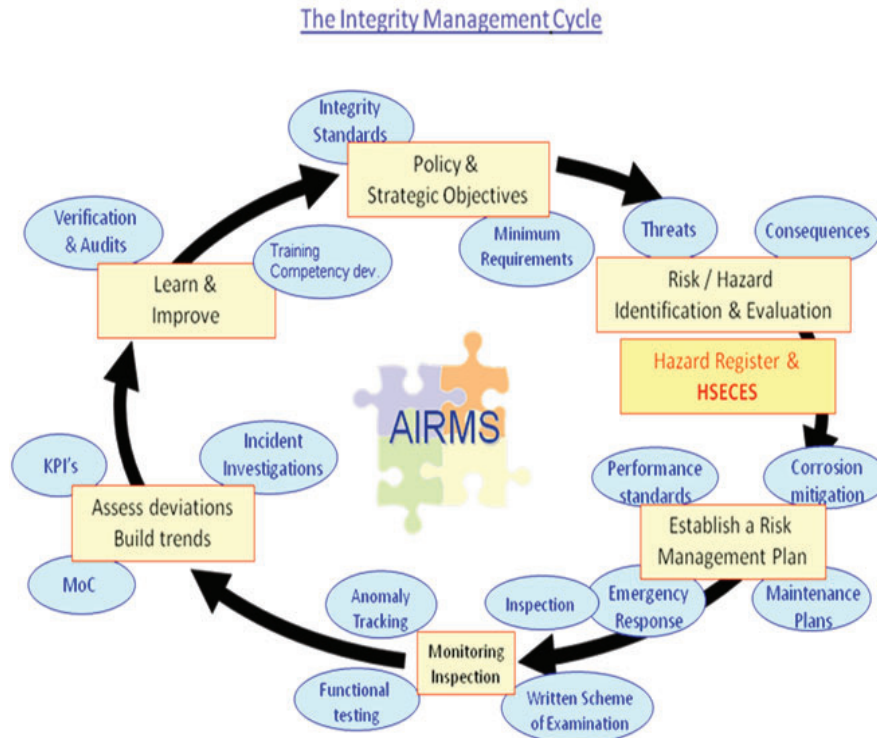 The Integrity Management Cycle
Integrity
Standards
Policy &
Strategic Objectives
Minimum
Requirements
Threats
Consequences
Risk / Hazard
Identification & Evaluation
Hazard Register &
HSECES
Performance
standards
Corrosion
mitigation
Establish a Risk
Management Plan
Emergency
Response
Maintenance
Plans
Inspection
Monitoring
Inspection
Written Scheme
of Examination
Functional
testing
Anomaly
Tracking
Assess deviations
Build trends
Incident
Investigations
KPI's
MoC
Learn &
Improve
Verification
& Audits
Training
Competency dev.
AIRMS